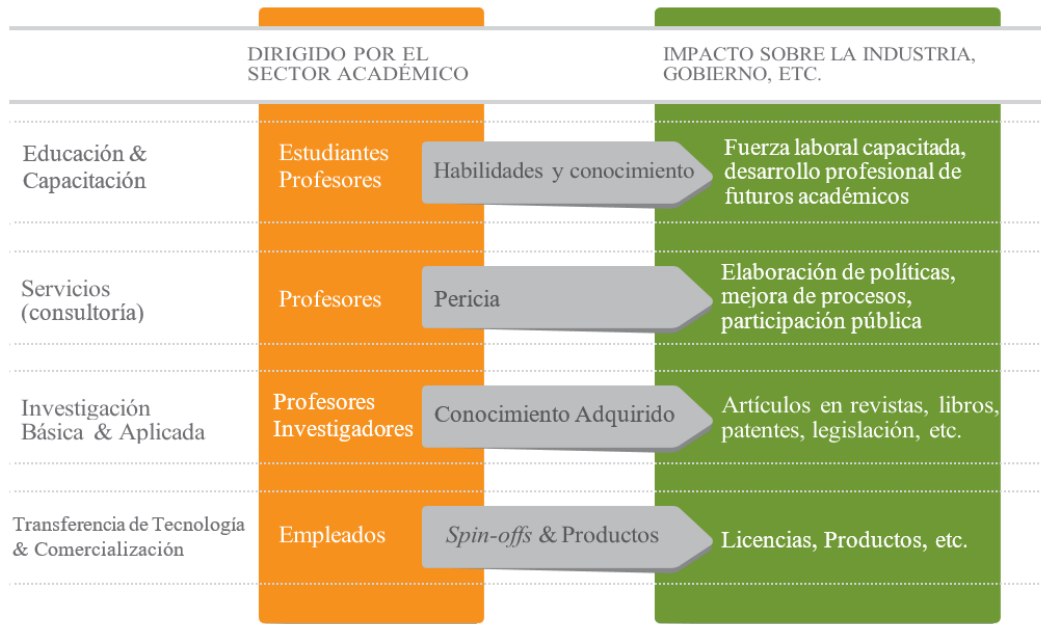 DIRIGIDO POR EL
SECTOR ACADÉMICO
IMPACTO SOBRE LA INDUSTRIA,
GOBIERNO, ETC.
Educación &
Capacitación
Estudiantes
Profesores
Habilidades y conocimiento
Fuerza laboral capacitada,
desarrollo profesional de
futuros académicos
Servicios
(consultoría)
Profesores
Pericia
Elaboración de políticas,
mejora de procesos,
participación pública
Investigación
Básica & Aplicada
Profesores
Investigadores
Conocimiento Adquirido
Artículos en revistas, libros,
patentes, legislación, etc.
Transferencia de Tecnología
& Comercialización
Empleados
Spin-offs & Productos
Licencias, Productos, etc.